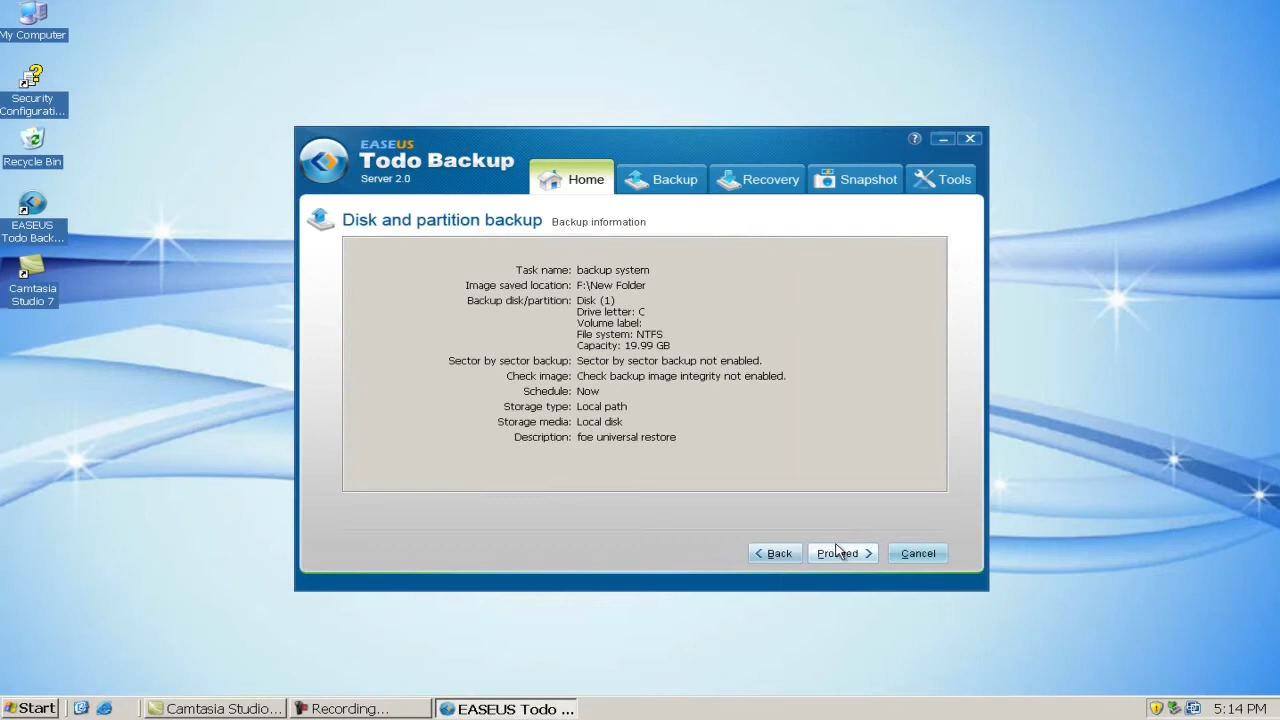 My Computer
Security
Configurati...
Recycle Bin
EASEUS
Todo Back...
Camtasia
Studio 7
EASEUS
Todo Backup
Server 2.0
?
Home
Backup
Recovery
Snapshot
Tools
Disk and partition backup Backup information
Task name: backup system
Image saved location: F:\New Folder
Backup disk/partition: Disk (1)
Drive letter: C
Volume label:
File system: NTFS
Capacity: 19.99 GB
Sector by sector backup: Sector by sector backup not enabled.
Check image: Check backup image integrity not enabled.
Schedule: Now
Storage type: Local path
Storage media: Local disk
Description: foe universal restore
< Back
Proceed >
Cancel
Start
Camtasia Studio...
Recording...
EASEUS Todo ...
5:14 PM